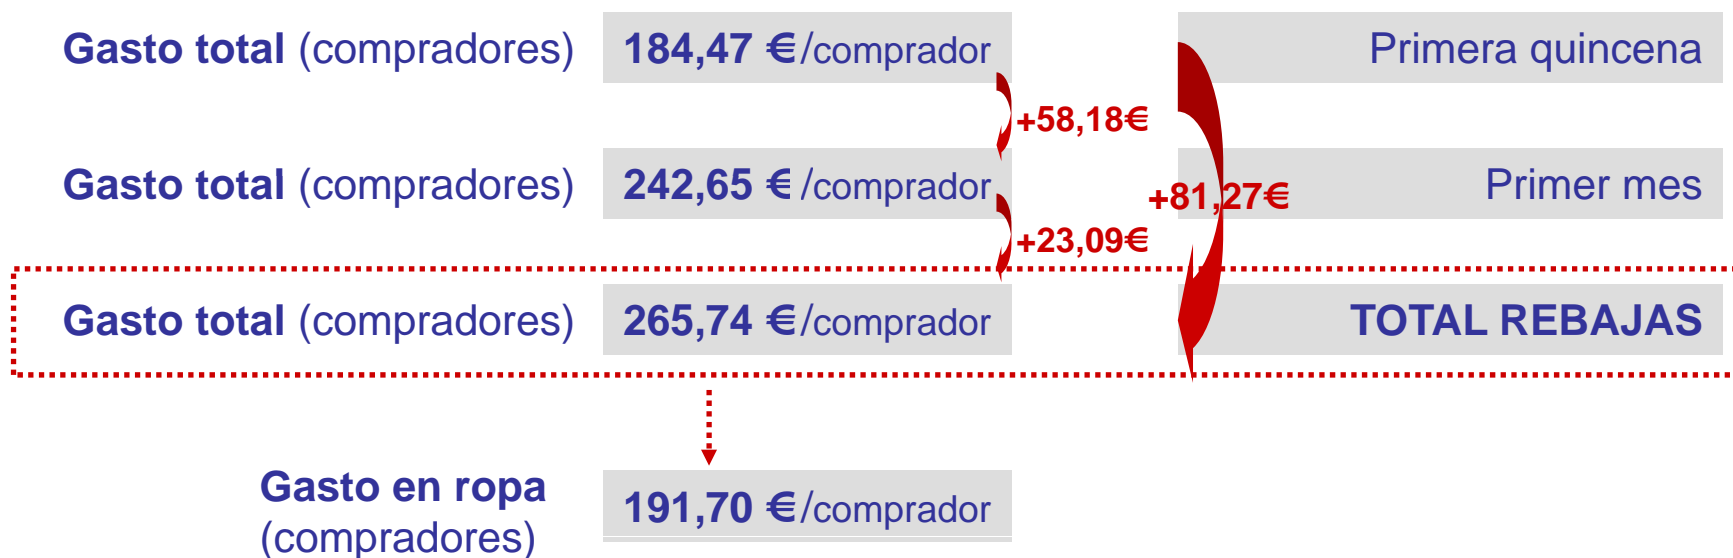 Gasto total (compradores) 184,47 €/comprador Primera quincena
+58,18€
Gasto total (compradores) 242,65 €/comprador +81,27€ Primer mes
+23,09€
Gasto total (compradores) 265,74 €/comprador TOTAL REBAJAS
Gasto en ropa
(compradores)
191,70 €/comprador